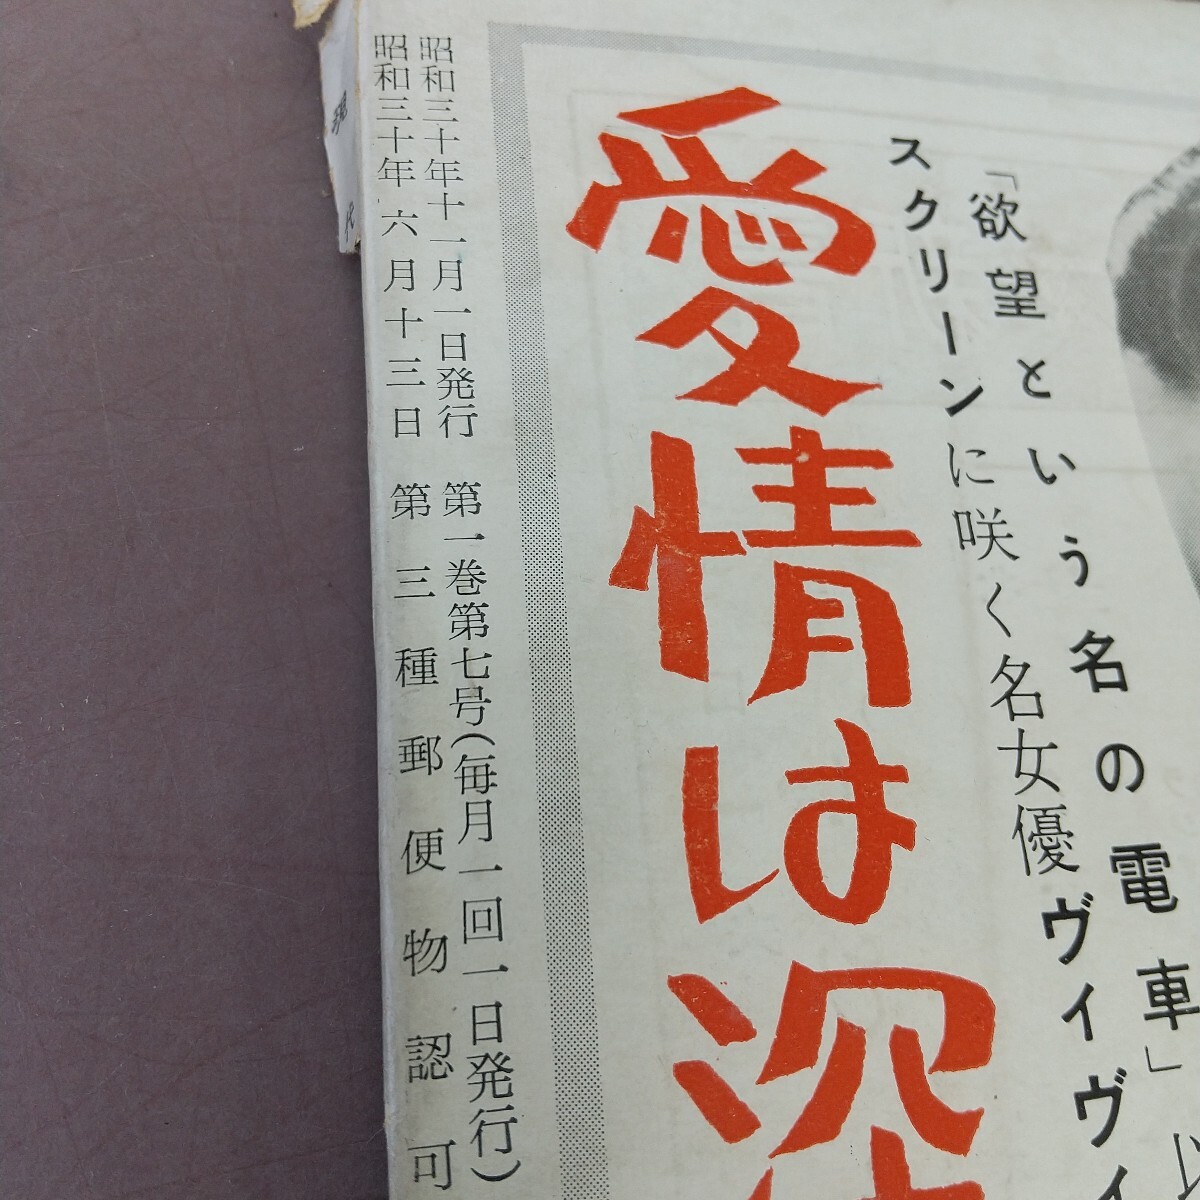 「欲望という名の電車」
スクリーンに咲く名女優ヴィヴィ
愛情は深
昭和三十年十一月一日発行 第一巻第七号(毎月一回一日発行)
昭和三十年六月十三日 第三種郵便物認可
現代